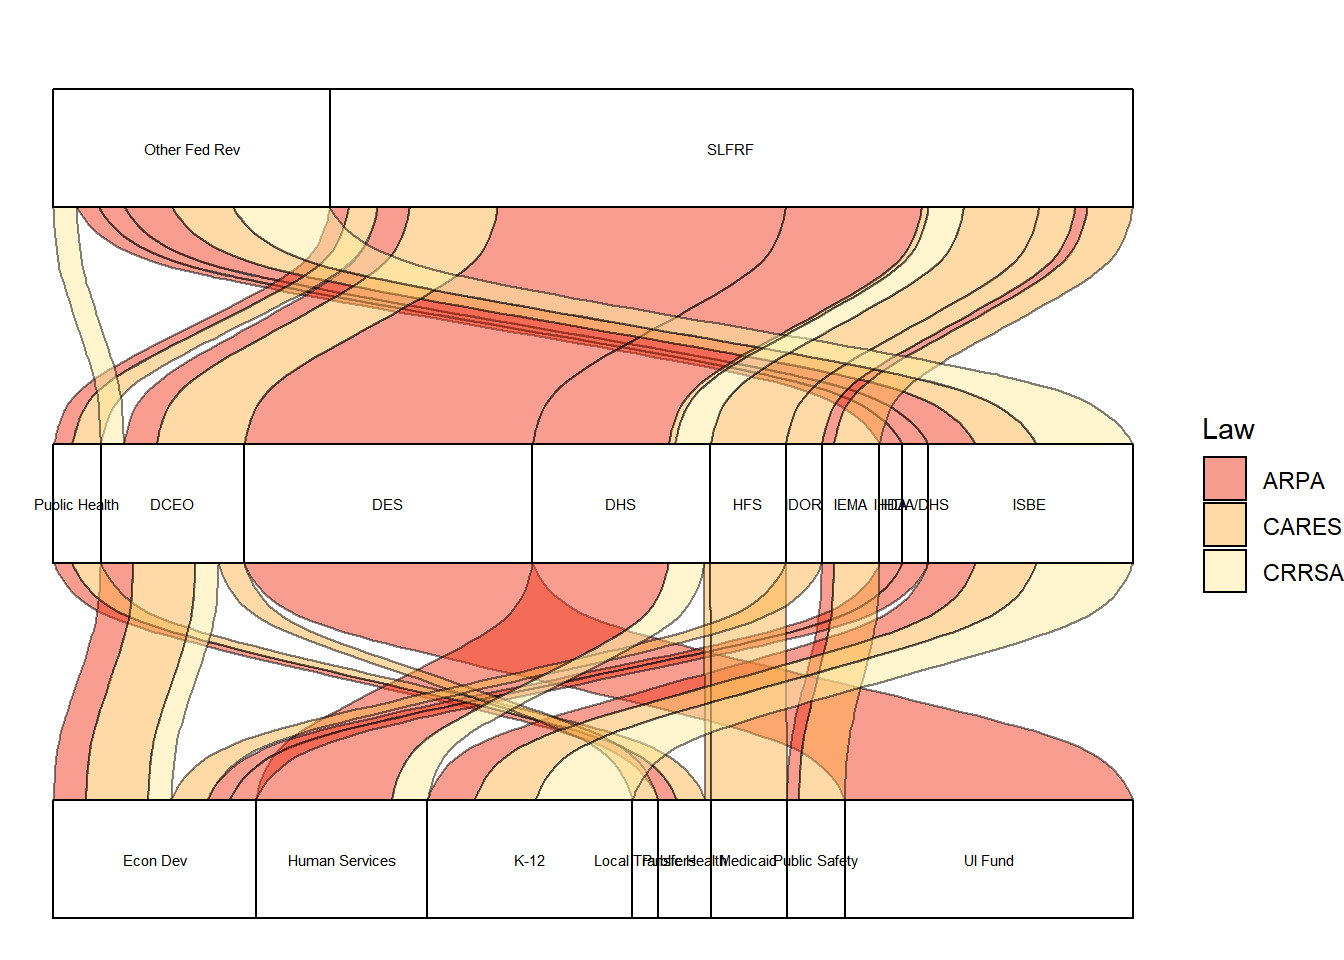 Other Fed Rev
SLFRF
Public Health
DCEO
DES
DHS
HFS
DOR
IEMA
IHDA
/DHS
ISBE
Law
ARPA
CARES
CRRSA
Econ Dev
Human Services
K-12
Local Transfers
Public Health
Medicaid
Public Safety
UI Fund